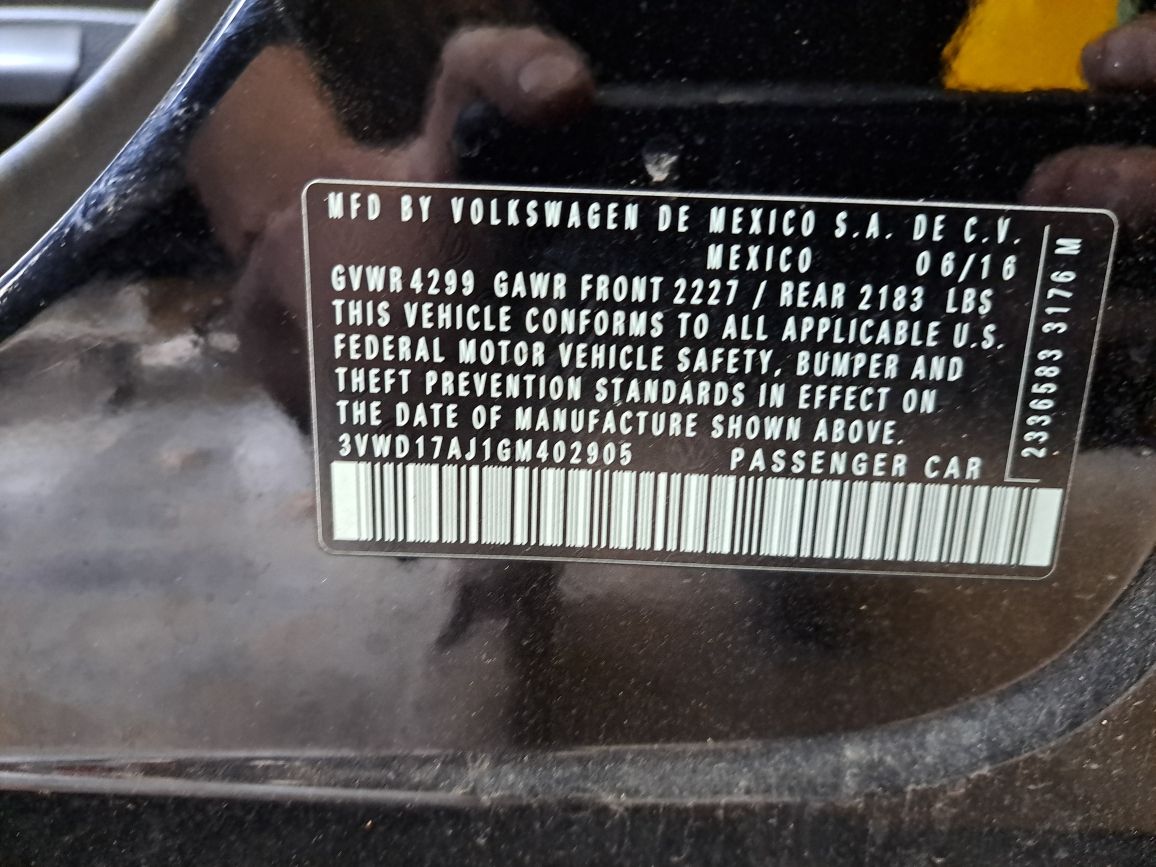 MFD BY VOLKSWAGEN DE MEXICO S.A. DE C.V.
MEXICO 06/16
GVWR 4299 GAWR FRONT 2227 / REAR 2183 LBS
THIS VEHICLE CONFORMS TO ALL APPLICABLE U.S.
FEDERAL MOTOR VEHICLE SAFETY, BUMPER AND
THEFT PREVENTION STANDARDS IN EFFECT ON
THE DATE OF MANUFACTURE SHOWN ABOVE.
3VWD17AJ1GM402905 PASSENGER CAR
2336583 3176 M